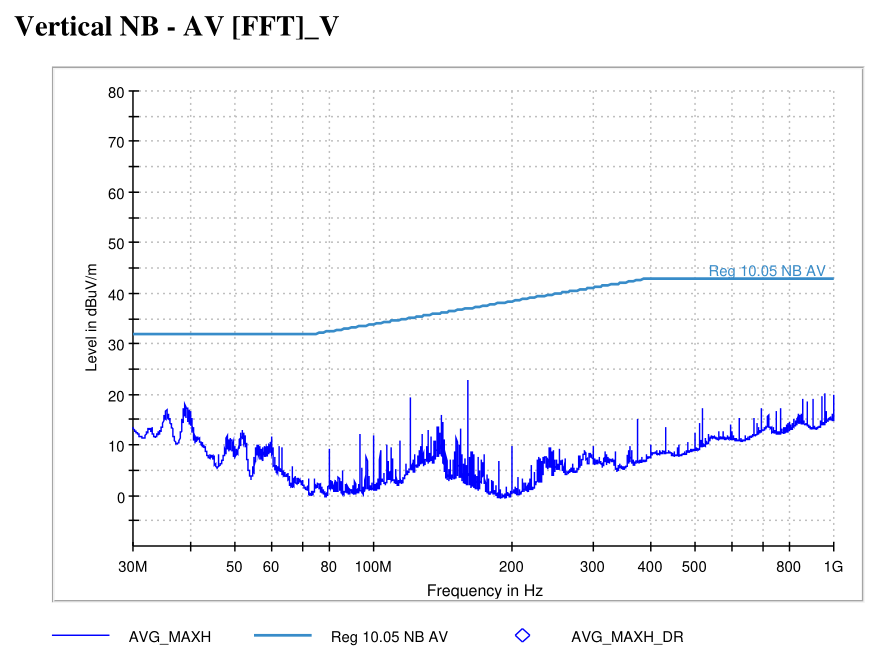 Vertical NB - AV [FFT]_V
80
70
60
50
40
30
20
10
0
Level in dBuV/m
Reg 10.05 NB AV
30M 50 60 80 100M 200 300 400 500 800 1G
Frequency in Hz
AVG_MAXH Reg 10.05 NB AV AVG_MAXH_DR